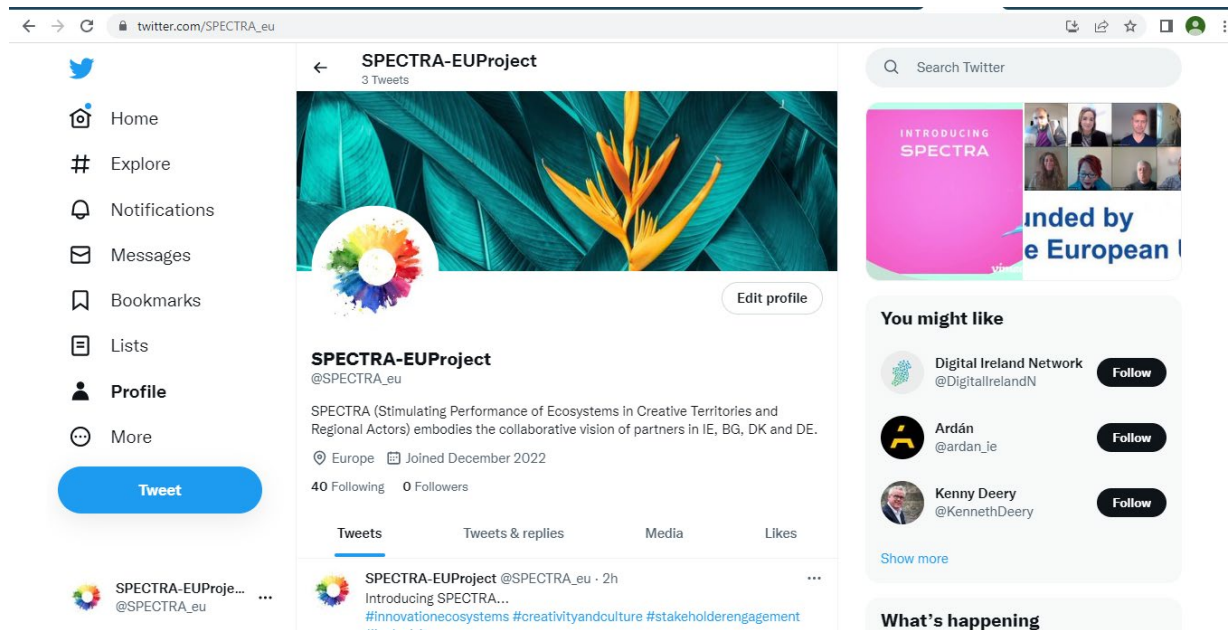 twitter.com/SPECTRA_eu
Home
Explore
Notifications
Messages
Bookmarks
Lists
Profile
More
Tweet
SPECTRA-EUProje...
@SPECTRA_eu
SPECTRA-EUProject
3 Tweets
Edit profile
SPECTRA-EUProject
@SPECTRA_eu
SPECTRA (Stimulating Performance of Ecosystems in Creative Territories and
Regional Actors) embodies the collaborative vision of partners in IE, BG, DK and DE.
Europe Joined December 2022
40 Following 0 Followers
Tweets Tweets & replies Media Likes
SPECTRA-EUProject @SPECTRA_eu · 2h
Introducing SPECTRA...
#innovationecosystems #creativityandculture #stakeholderengagement
Search Twitter
INTRODUCING
SPECTRA
unded by
e European
You might like
Digital Ireland Network
@DigitalIrelandN
Follow
Ardán
@ardan_ie
Follow
Kenny Deery
@KennethDeery
Follow
Show more
What's happening